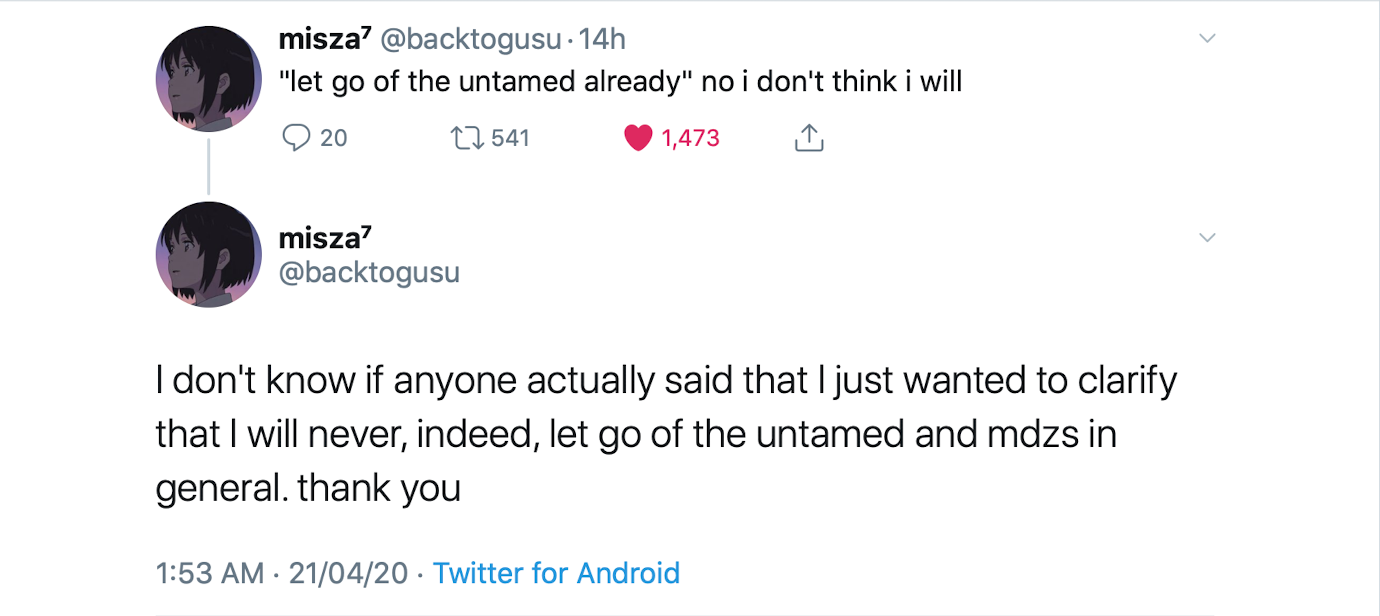 misza⁷ @backtogusu · 14h
"let go of the untamed already" no i don't think i will
20 541 1,473
misza⁷
@backtogusu
I don't know if anyone actually said that I just wanted to clarify
that I will never, indeed, let go of the untamed and mdzs in
general. thank you
1:53 AM · 21/04/20 · Twitter for Android